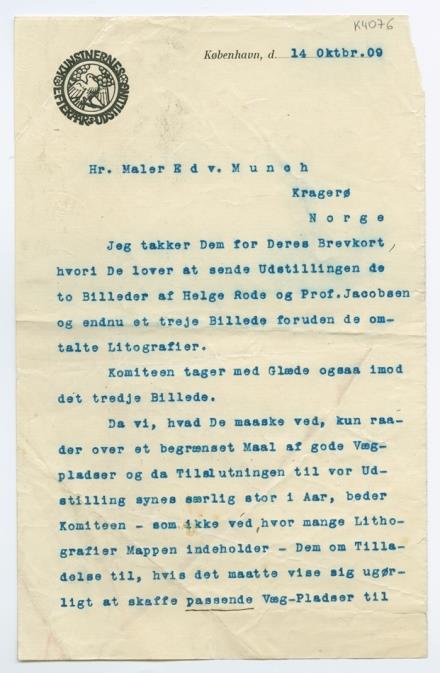 K4076
KUNSTNERNES EFTERAARSUDSTILLING
København, d. 14 Oktbr.09
Hr. Maler E d v. M u n c h
Kragerø
N o r g e
Jeg takker Dem for Deres Brevkort,
hvori De lover at sende Udstillingen de
to Billeder af Helge Rode og Prof.Jacobsen
og endnu et treje Billede foruden de om-
talte Litografier.
Komiteen tager med Glæde ogsaa imod
det tredje Billede.
Da vi, hvad De maaske ved, kun raa-
der over et begrænset Maal af gode Væg-
pladser og da Tilslutningen til vor Ud-
stilling synes særlig stor i Aar, beder
Komiteen - som ikke ved, hvor mange Litho-
grafier Mappen indeholder - Dem om Tilla-
delse til, hvis det maatte vise sig ugør-
ligt at skaffe passende Væg-Pladser til